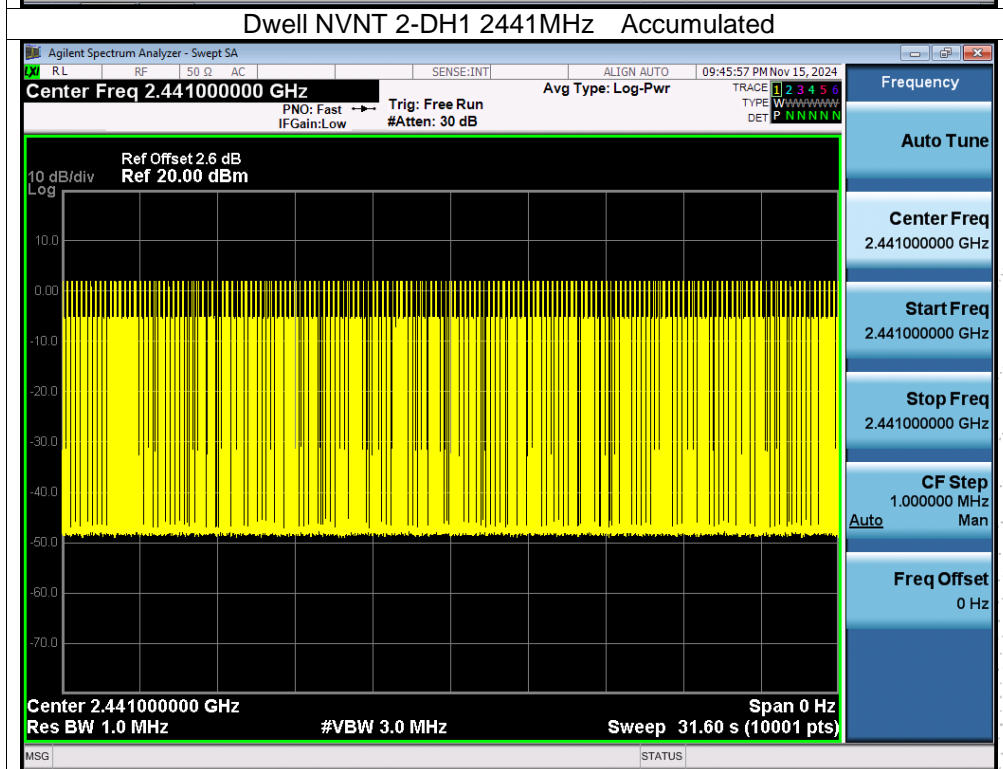 Dwell NVNT 2-DH1 2441MHz Accumulated
Agilent Spectrum Analyzer - Swept SA
LXI RL RF 50 Ω AC SENSE:INT ALIGN AUTO 09:45:57 PM Nov 15, 2024
Center Freq 2.441000000 GHz
PNO: Fast
IFGain:Low
Trig: Free Run
#Atten: 30 dB
Avg Type: Log-Pwr
TRACE 1 2 3 4 5 6
TYPE WWWWWW
DET P N N N N N
Frequency
Ref Offset 2.6 dB
10 dB/div Ref 20.00 dBm
Log
10.0
0.00
-10.0
-20.0
-30.0
-40.0
-50.0
-60.0
-70.0
Center 2.441000000 GHz Span 0 Hz
Res BW 1.0 MHz #VBW 3.0 MHz Sweep 31.60 s (10001 pts)
Auto Tune
Center Freq
2.441000000 GHz
Start Freq
2.441000000 GHz
Stop Freq
2.441000000 GHz
CF Step
1.000000 MHz
Auto Man
Freq Offset
0 Hz
MSG STATUS